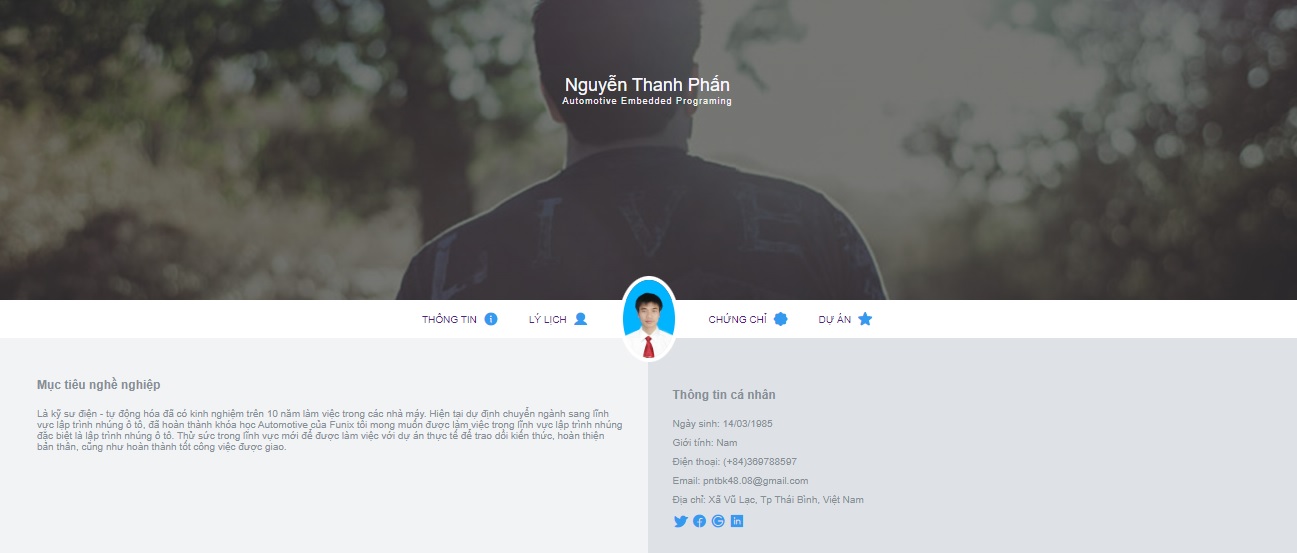 Nguyễn Thanh Phấn
Automotive Embedded Programing
LIVE
THÔNG TIN
LÝ LỊCH
CHỨNG CHỈ
DỰ ÁN
Mục tiêu nghề nghiệp
Là kỹ sư điện - tự động hóa đã có kinh nghiệm trên 10 năm làm việc trong các nhà máy. Hiện tại dự định chuyển ngành sang lĩnh
vực lập trình nhúng ô tô, đã hoàn thành khóa học Automotive của Funix tôi mong muốn được làm việc trong lĩnh vực lập trình nhúng
đặc biệt là lập trình nhúng ô tô. Thử sức trong lĩnh vực mới để được làm việc với dự án thực tế để trao dồi kiến thức, hoàn thiện
bản thân, cũng như hoàn thành tốt công việc được giao.
Thông tin cá nhân
Ngày sinh: 14/03/1985
Giới tính: Nam
Điện thoại: (+84)369788597
Email: pntbk48.08@gmail.com
Địa chỉ: Xã Vũ Lạc, Tp Thái Bình, Việt Nam